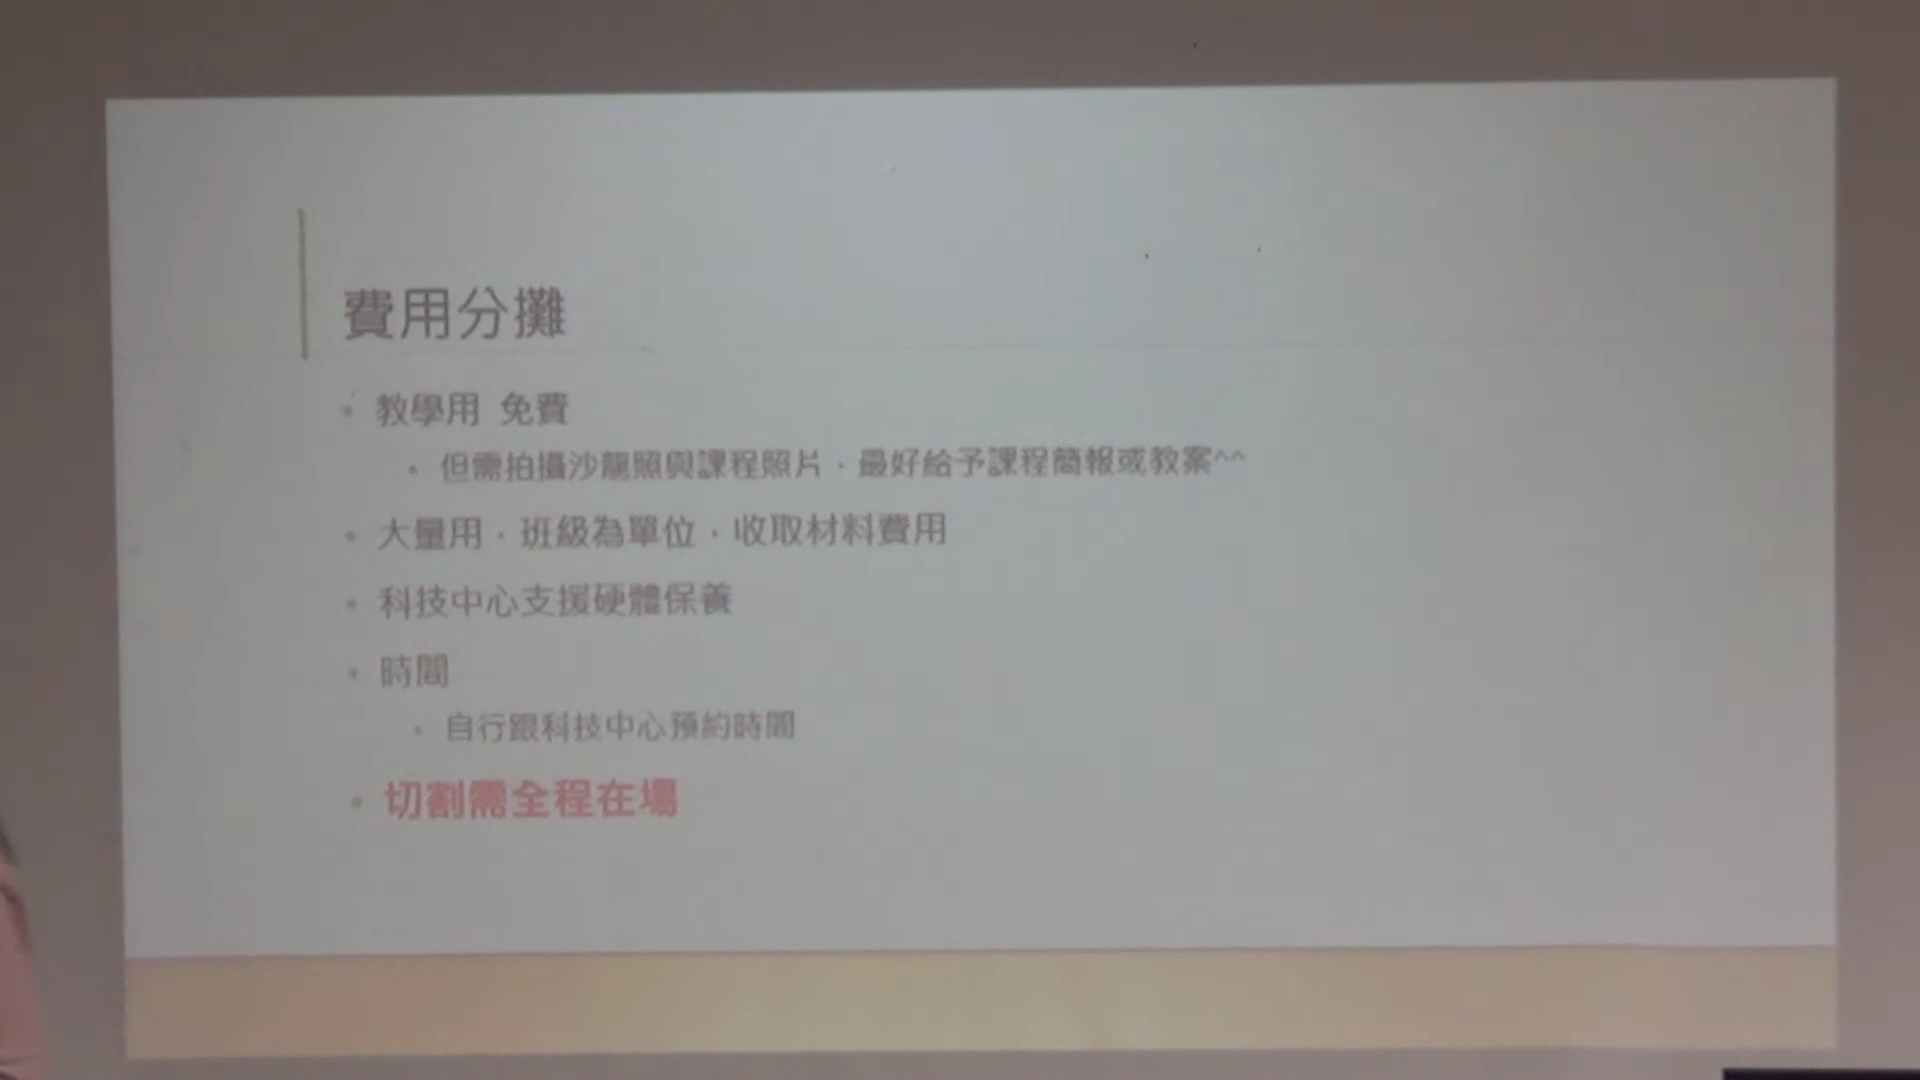 費用分攤
教學用 免費
但需拍攝沙龍照與課程照片，最好給予課程簡報或教案^^
大量用，班級為單位，收取材料費用
科技中心支援硬體保養
時間
自行跟科技中心預約時間
切割需全程在場